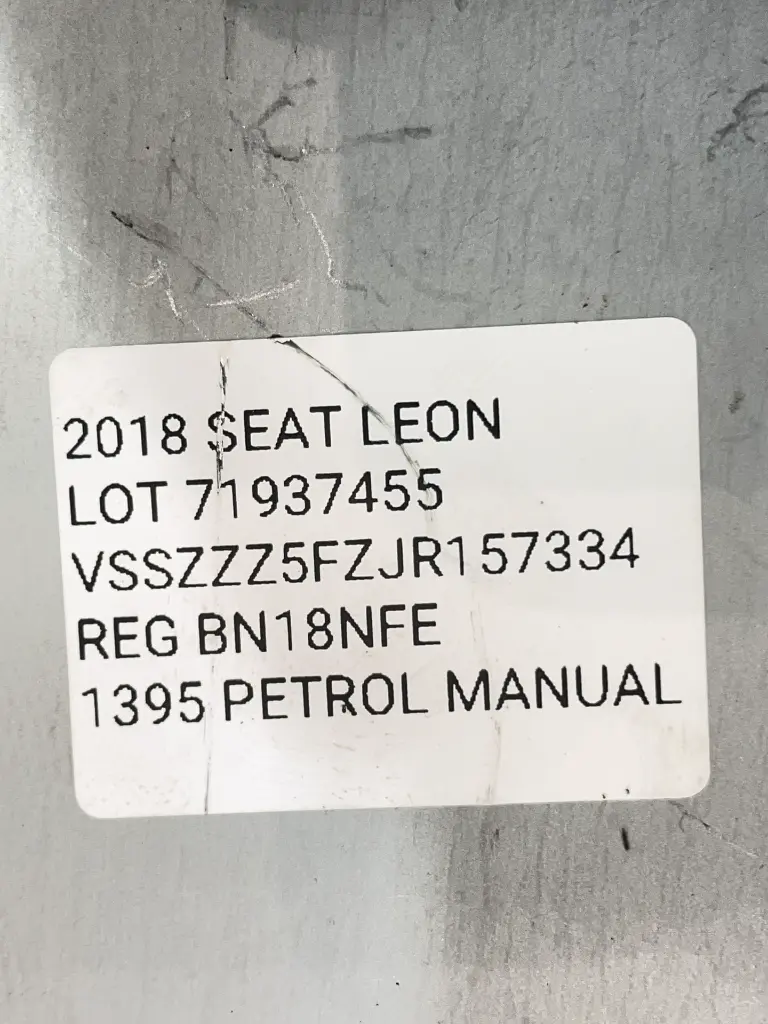 2018 SEAT LEON
LOT 71937455
VSSZZZ5FZJR157334
REG BN18NFE
1395 PETROL MANUAL